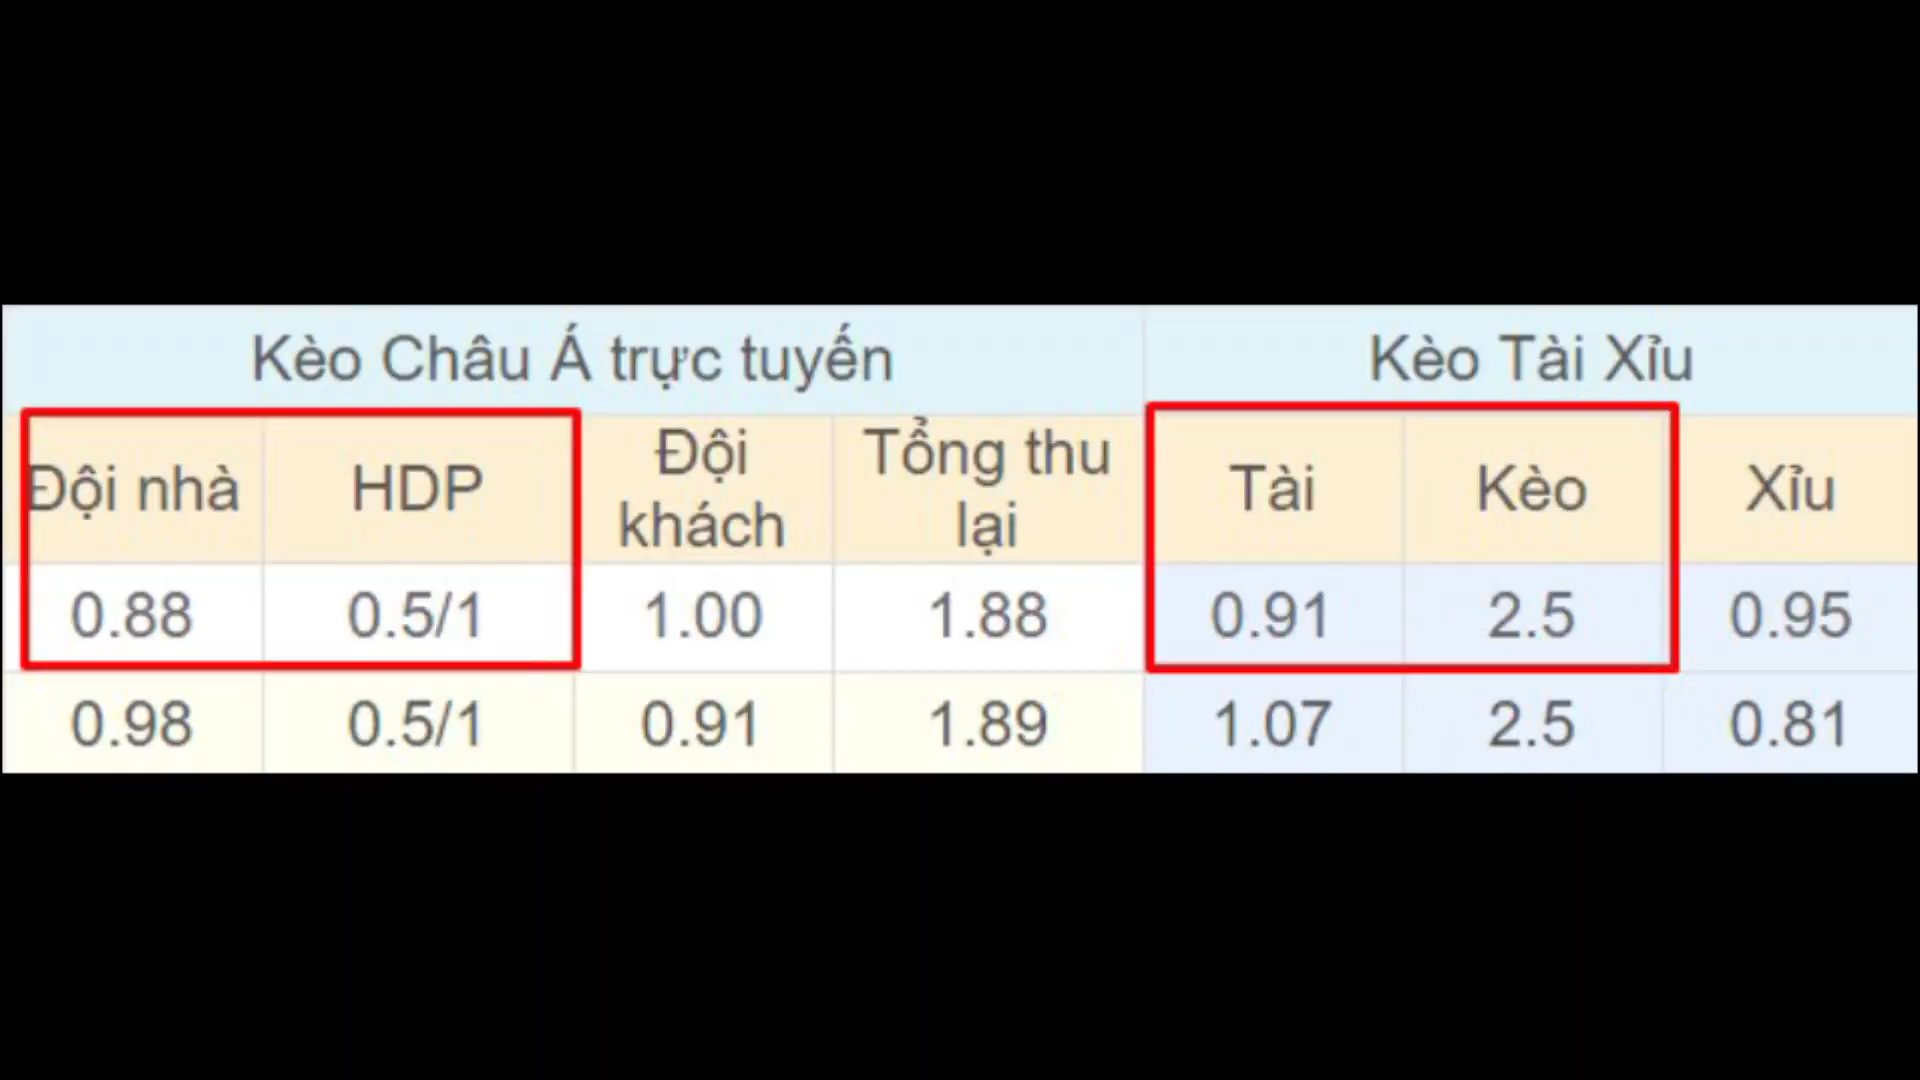 Kèo Châu Á trực tuyến Kèo Tài Xỉu
Đội nhà HDP Đội khách Tổng thu lại Tài Kèo Xỉu
0.88 0.5/1 1.00 1.88 0.91 2.5 0.95
0.98 0.5/1 0.91 1.89 1.07 2.5 0.81